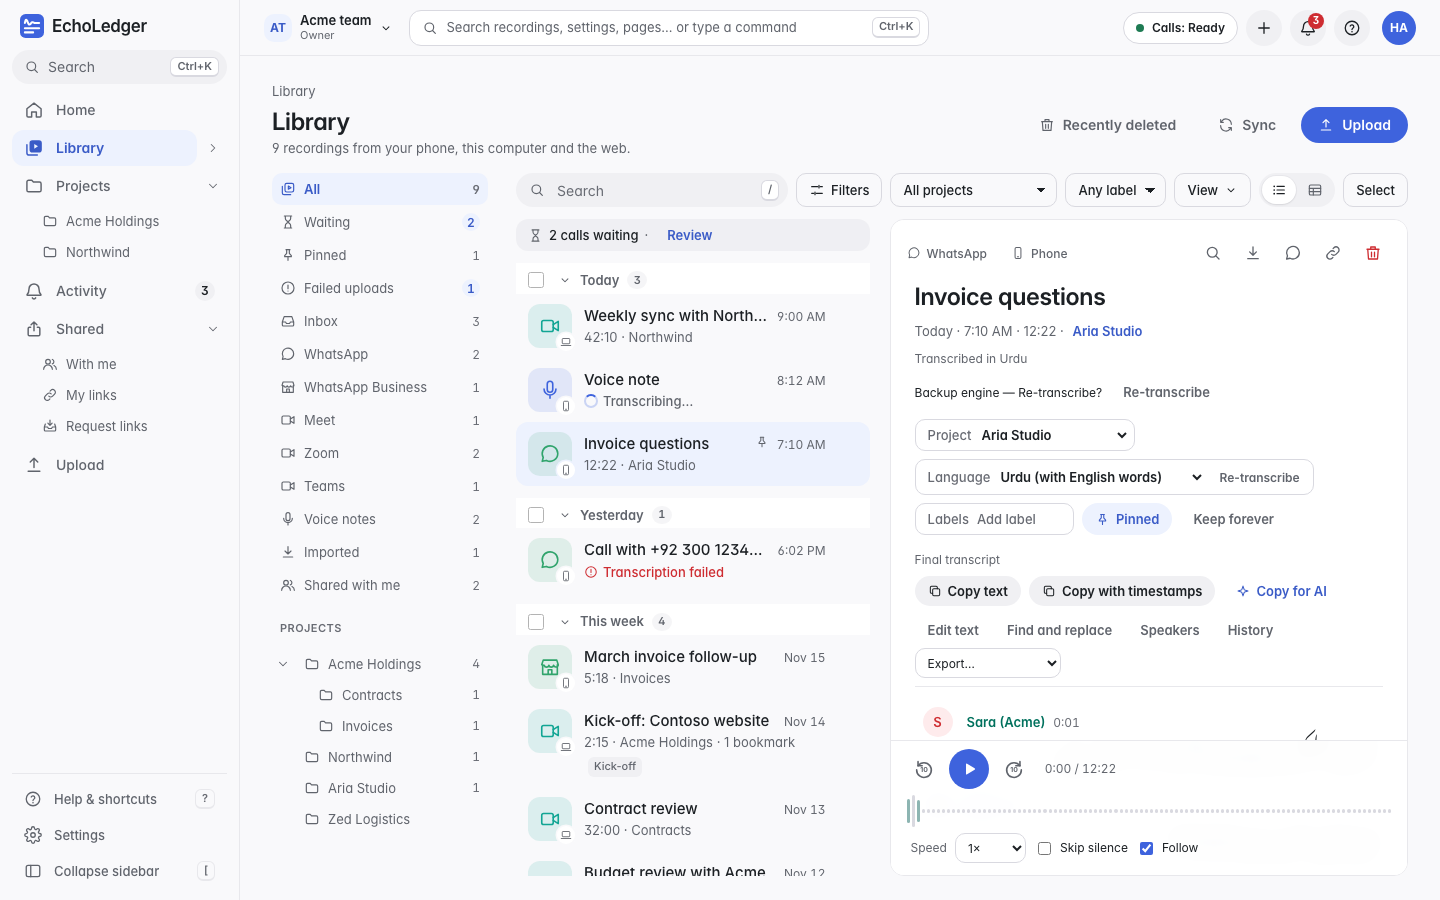 EchoLedger
Search Ctrl+K
Home
Library
Projects
Acme Holdings
Northwind
Activity 3
Shared
With me
My links
Request links
Upload
Help & shortcuts ?
Settings
Collapse sidebar [
AT Acme team
Owner
Search recordings, settings, pages... or type a command Ctrl+K
Calls: Ready
3
HA
Library
Library
9 recordings from your phone, this computer and the web.
Recently deleted Sync Upload
All 9
Waiting 2
Pinned 1
Failed uploads 1
Inbox 3
WhatsApp 2
WhatsApp Business 1
Meet 1
Zoom 2
Teams 1
Voice notes 2
Imported 1
Shared with me 2
PROJECTS
Acme Holdings 4
Contracts 1
Invoices 1
Northwind 1
Aria Studio 1
Zed Logistics
Search / Filters All projects Any label View Select
2 calls waiting · Review
Today 3
Weekly sync with North... 9:00 AM
42:10 · Northwind
Voice note 8:12 AM
Transcribing...
Invoice questions 7:10 AM
12:22 · Aria Studio
Yesterday 1
Call with +92 300 1234... 6:02 PM
Transcription failed
This week 4
March invoice follow-up Nov 15
5:18 · Invoices
Kick-off: Contoso website Nov 14
2:15 · Acme Holdings · 1 bookmark
Kick-off
Contract review Nov 13
32:00 · Contracts
Budget review with Acme Nov 12
WhatsApp Phone
Invoice questions
Today · 7:10 AM · 12:22 · Aria Studio
Transcribed in Urdu
Backup engine — Re-transcribe? Re-transcribe
Project Aria Studio
Language Urdu (with English words) Re-transcribe
Labels Add label Pinned Keep forever
Final transcript
Copy text Copy with timestamps Copy for AI
Edit text Find and replace Speakers History
Export...
S Sara (Acme) 0:01
10 10 0:00 / 12:22
Speed 1× Skip silence Follow